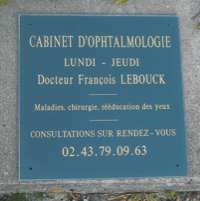 CABINET D'OPHTALMOLOGIE
LUNDI - JEUDI
Docteur François LEBOUCK
Maladies, chirurgie, rééducation des yeux
CONSULTATIONS SUR RENDEZ-VOUS
02.43.79.09.63